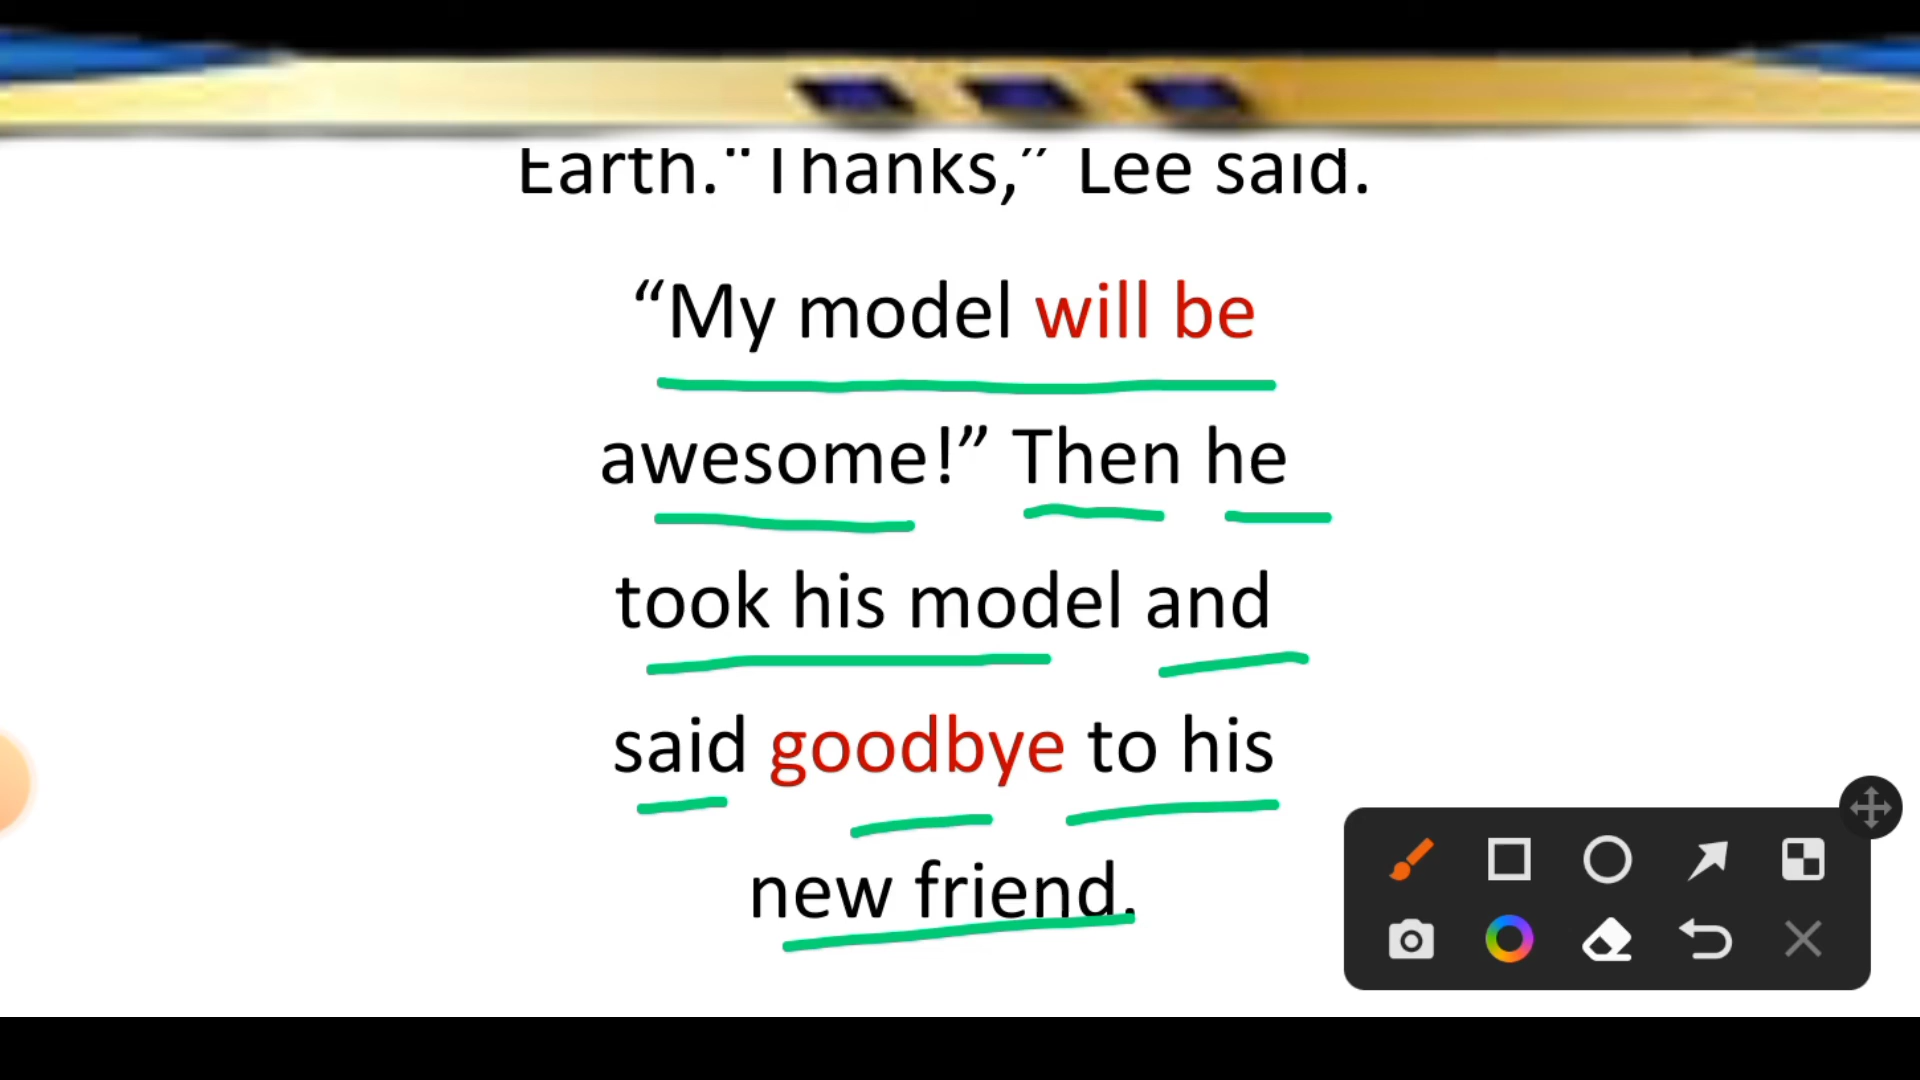 Earth."Thanks,” Lee said.
“My model will be
awesome!” Then he
took his model and
said goodbye to his
new friend.